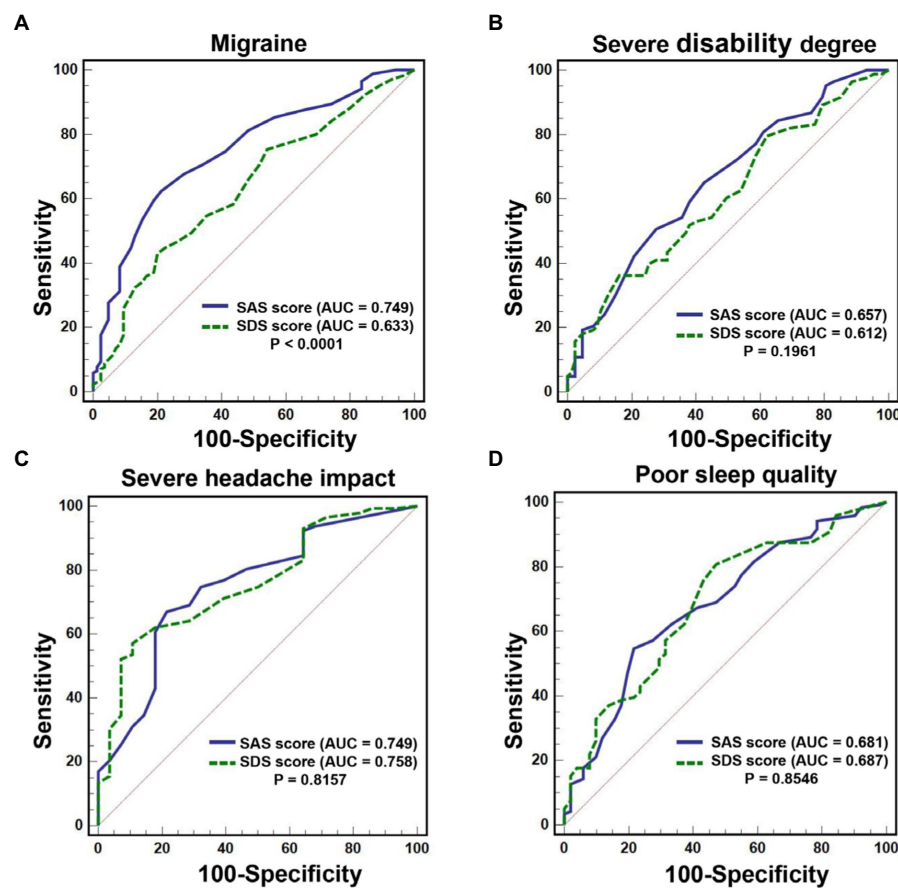 A
Migraine
100
80
60
40
20
0
Sensitivity
SAS score (AUC = 0.749)
SDS score (AUC = 0.633)
P < 0.0001
0 20 40 60 80 100
100-Specificity
B
Severe disability degree
100
80
60
40
20
0
Sensitivity
SAS score (AUC = 0.657)
SDS score (AUC = 0.612)
P = 0.1961
0 20 40 60 80 100
100-Specificity
C
Severe headache impact
100
80
60
40
20
0
Sensitivity
SAS score (AUC = 0.749)
SDS score (AUC = 0.758)
P = 0.8157
0 20 40 60 80 100
100-Specificity
D
Poor sleep quality
100
80
60
40
20
0
Sensitivity
SAS score (AUC = 0.681)
SDS score (AUC = 0.687)
P = 0.8546
0 20 40 60 80 100
100-Specificity